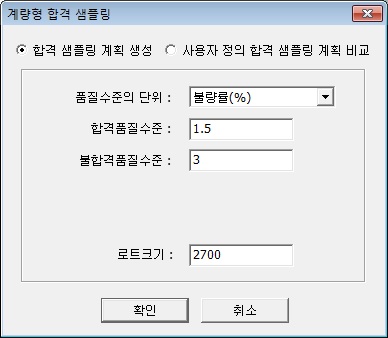 계량형 합격 샘플링
합격 샘플링 계획 생성 사용자 정의 합격 샘플링 계획 비교
품질수준의 단위 : 불량률(%)
합격품질수준 : 1.5
불합격품질수준 : 3
로트크기 : 2700
확인 취소